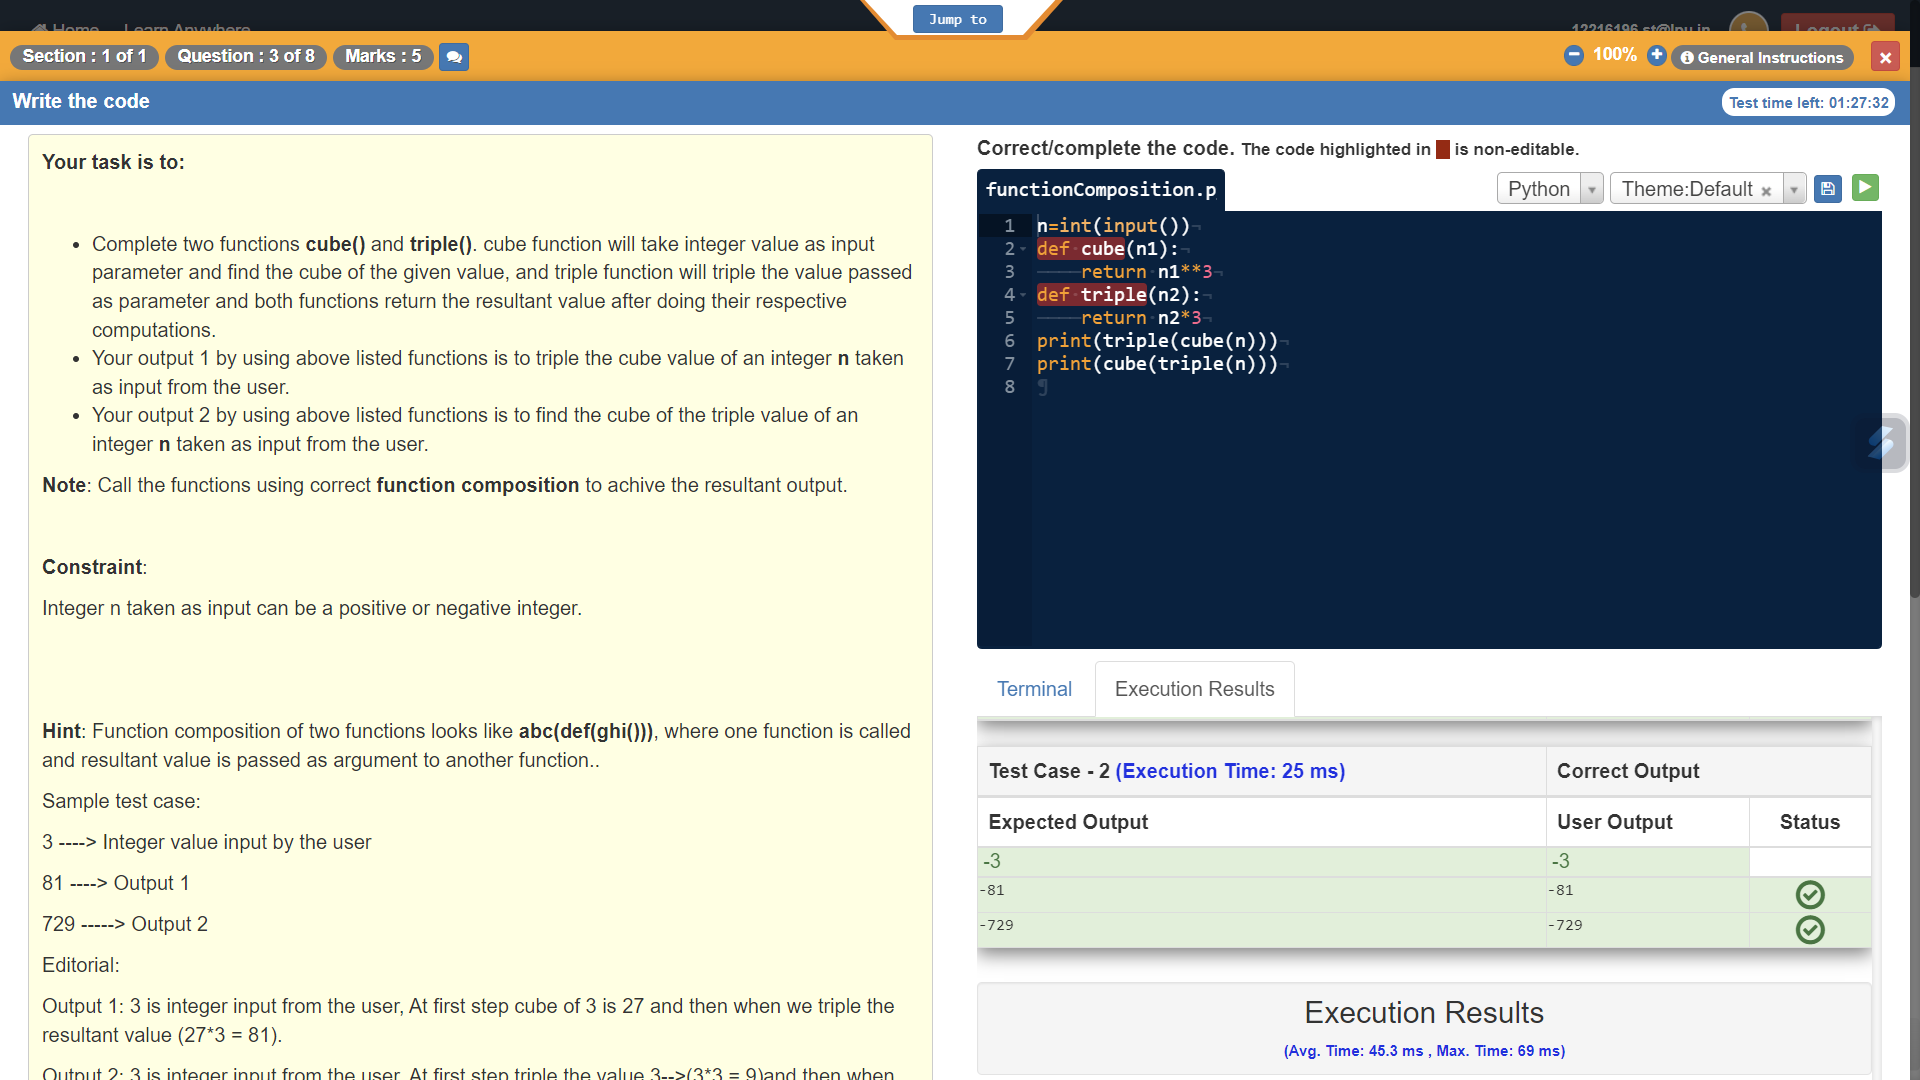 Home Learn Anywhere
Jump to
12216196.st@lpu.in
Logout
Section : 1 of 1
Question : 3 of 8
Marks : 5
100%
General Instructions
Write the code
Test time left: 01:27:32
Your task is to:
Complete two functions cube() and triple(). cube function will take integer value as input
parameter and find the cube of the given value, and triple function will triple the value passed
as parameter and both functions return the resultant value after doing their respective
computations.
Your output 1 by using above listed functions is to triple the cube value of an integer n taken
as input from the user.
Your output 2 by using above listed functions is to find the cube of the triple value of an
integer n taken as input from the user.
Note: Call the functions using correct function composition to achive the resultant output.
Constraint:
Integer n taken as input can be a positive or negative integer.
Hint: Function composition of two functions looks like abc(def(ghi())), where one function is called
and resultant value is passed as argument to another function..
Sample test case:
3 ----> Integer value input by the user
81 ----> Output 1
729 -----> Output 2
Editorial:
Output 1: 3 is integer input from the user, At first step cube of 3 is 27 and then when we triple the
resultant value (27*3 = 81).
Output 2: 3 is integer input from the user, At first step triple the value 3-->(3*3 = 9)and then when
Correct/complete the code. The code highlighted in is non-editable.
functionComposition.p
Python
Theme:Default
1 n=int(input())
2 def cube(n1):
3 return n1**3
4 def triple(n2):
5 return n2*3
6 print(triple(cube(n)))
7 print(cube(triple(n)))
8
Terminal
Execution Results
Test Case - 2 (Execution Time: 25 ms)
Correct Output
Expected Output
User Output
Status
-3
-3
-81
-81
-729
-729
Execution Results
(Avg. Time: 45.3 ms , Max. Time: 69 ms)